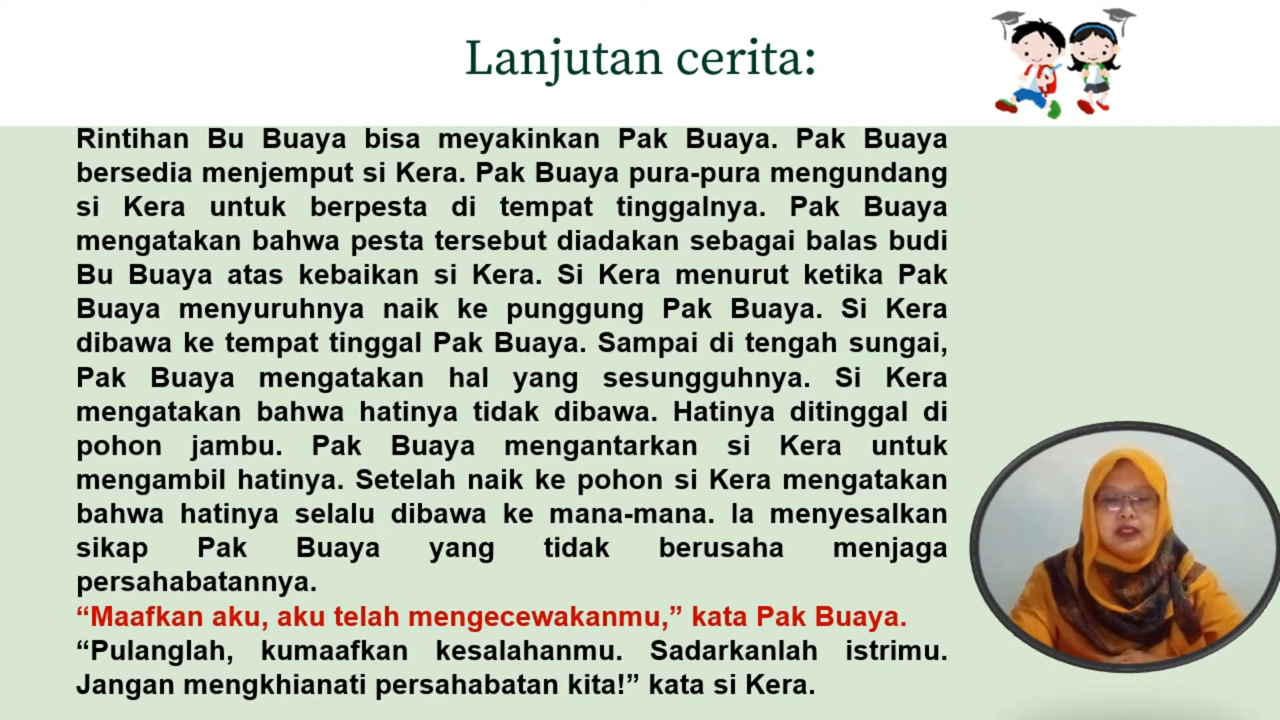 Lanjutan cerita:
Rintihan Bu Buaya bisa meyakinkan Pak Buaya. Pak Buaya
bersedia menjemput si Kera. Pak Buaya pura-pura mengundang
si Kera untuk berpesta di tempat tinggalnya. Pak Buaya
mengatakan bahwa pesta tersebut diadakan sebagai balas budi
Bu Buaya atas kebaikan si Kera. Si Kera menurut ketika Pak
Buaya menyuruhnya naik ke punggung Pak Buaya. Si Kera
dibawa ke tempat tinggal Pak Buaya. Sampai di tengah sungai,
Pak Buaya mengatakan hal yang sesungguhnya. Si Kera
mengatakan bahwa hatinya tidak dibawa. Hatinya ditinggal di
pohon jambu. Pak Buaya mengantarkan si Kera untuk
mengambil hatinya. Setelah naik ke pohon si Kera mengatakan
bahwa hatinya selalu dibawa ke mana-mana. Ia menyesalkan
sikap Pak Buaya yang tidak berusaha menjaga
persahabatannya.
“Maafkan aku, aku telah mengecewakanmu,” kata Pak Buaya.
“Pulanglah, kumaafkan kesalahanmu. Sadarkanlah istrimu.
Jangan mengkhianati persahabatan kita!” kata si Kera.